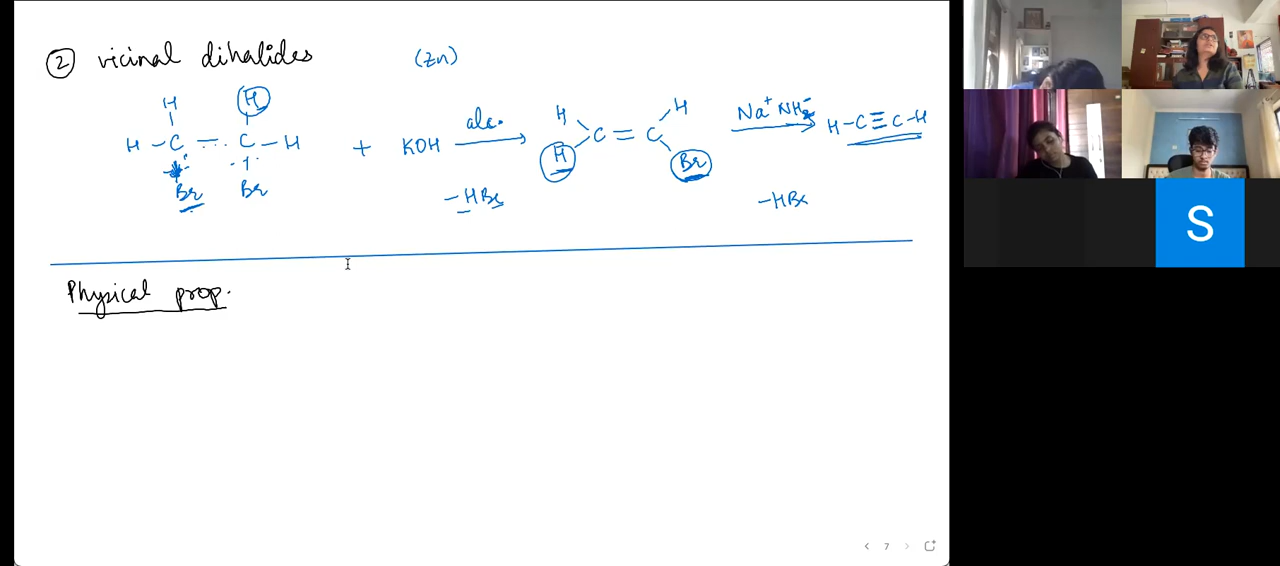 ② vicinal dihalides (Zn)
H H
H - C - C - H + KOH alc. H H C = C Na⁺ NH₂⁻ H-C≡C-H
Br Br H Br
-HBr -HBr
Physical prop.
7
S